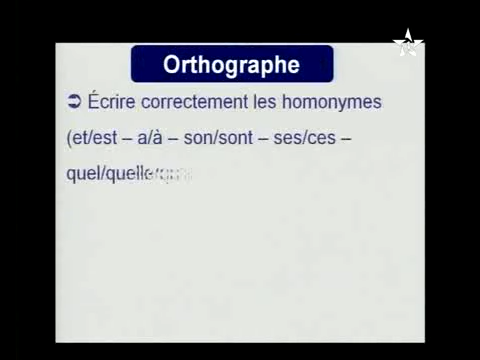 Orthographe
➲ Écrire correctement les homonymes
(et/est – a/à – son/sont – ses/ces –
quel/quelle